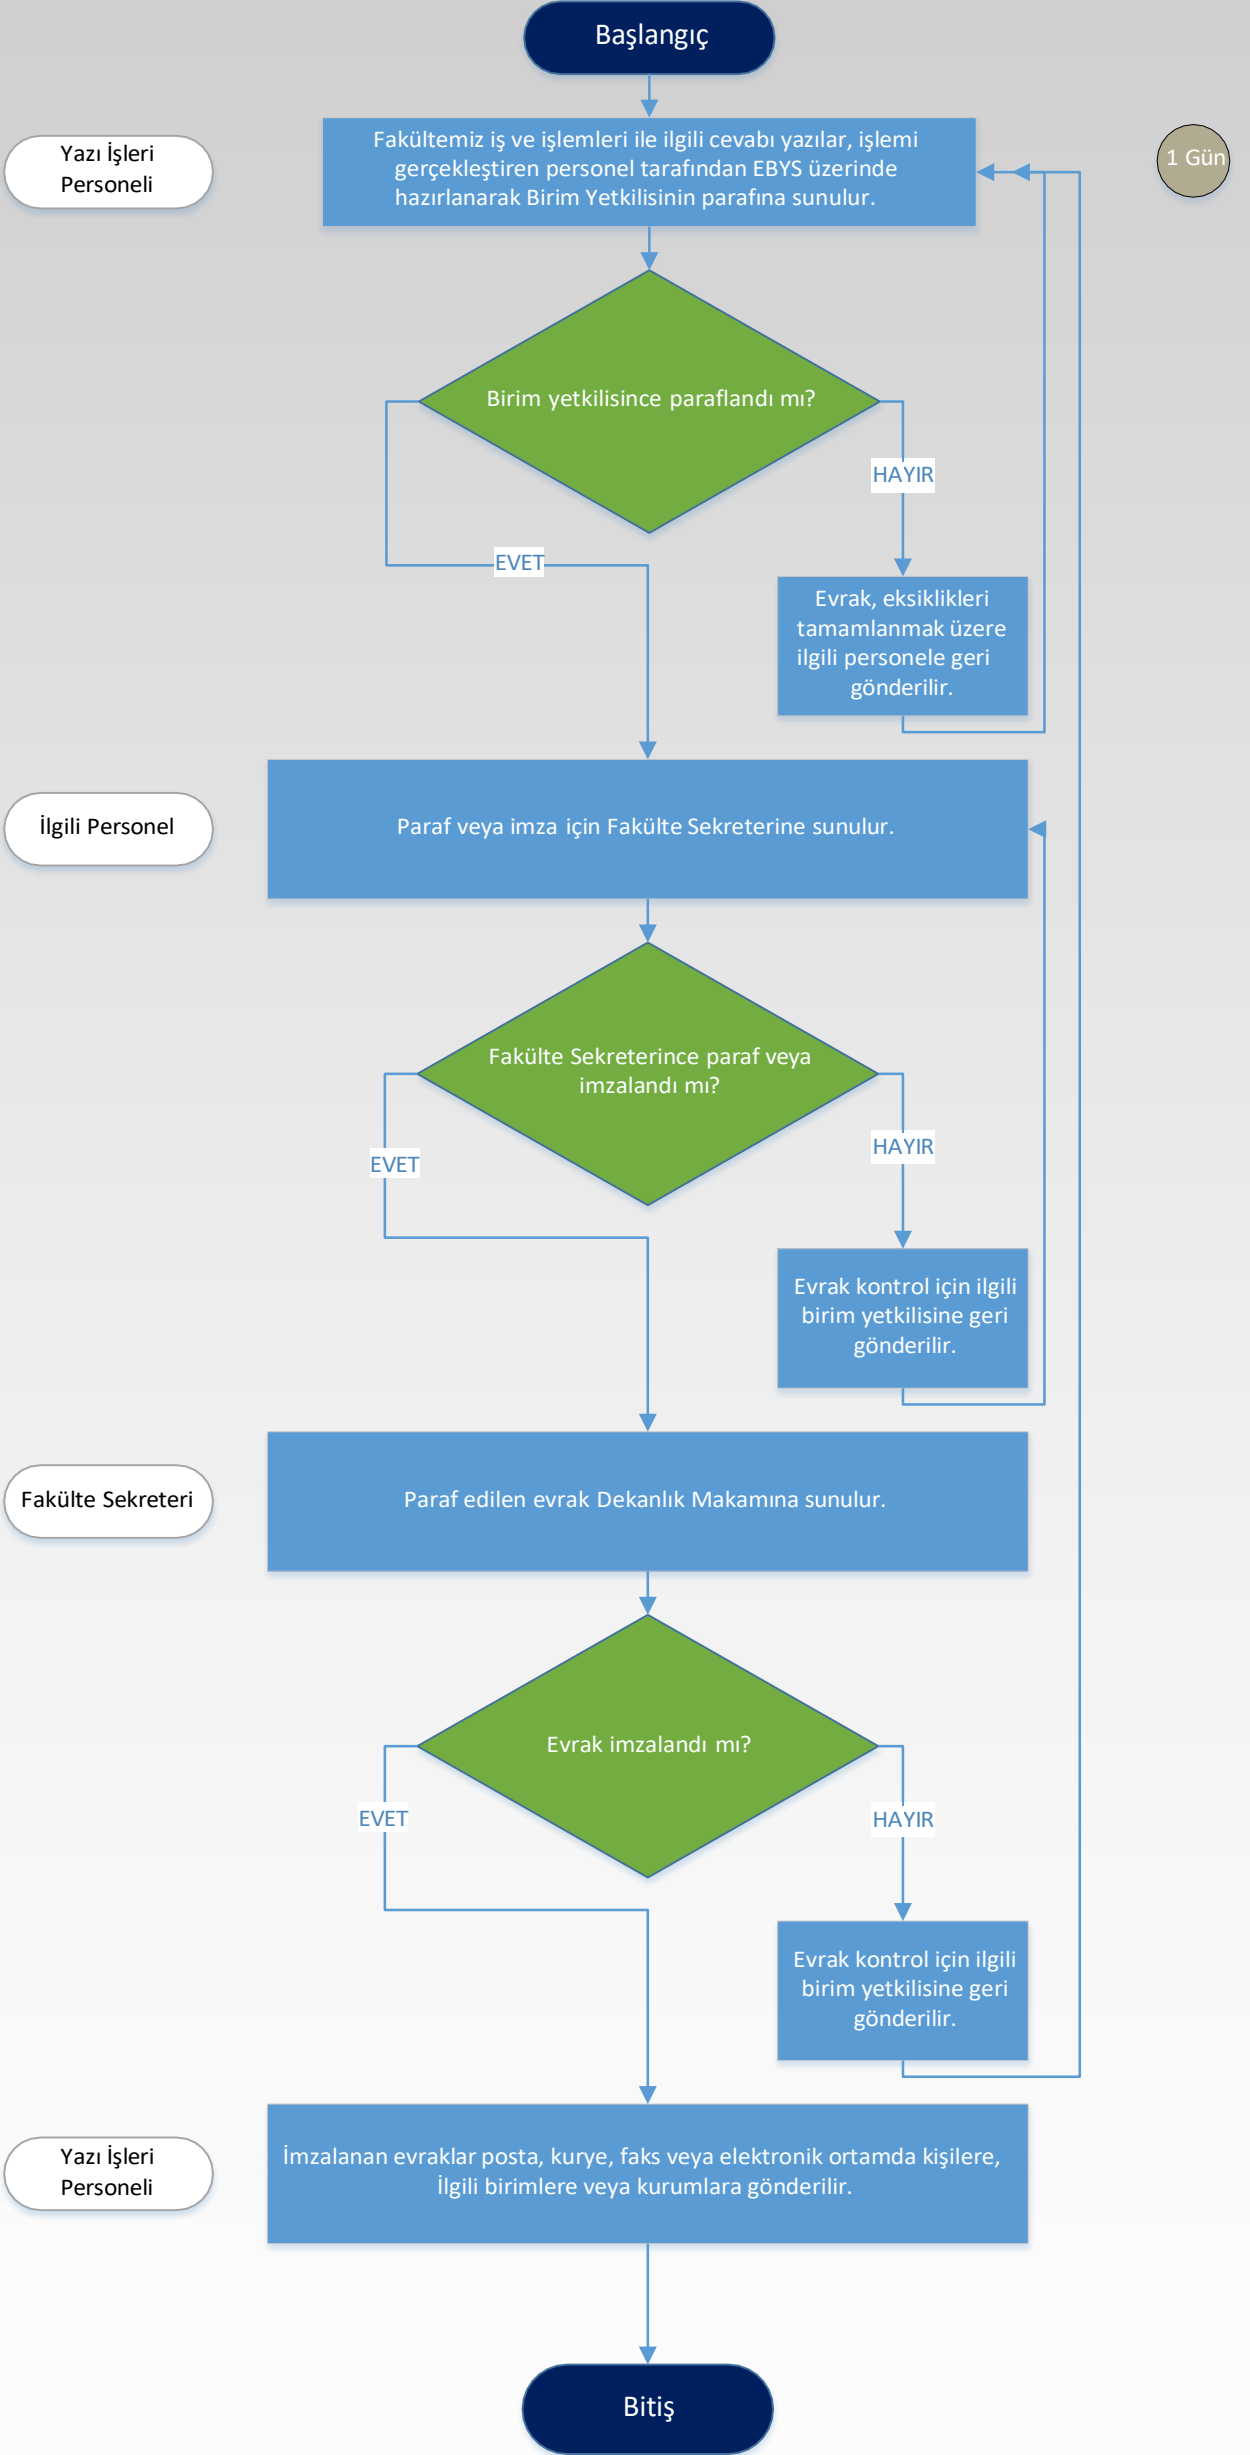 Başlangıç
Yazı İşleri
Personeli
Fakültemiz iş ve işlemleri ile ilgili cevabı yazılar, işlemi
gerçekleştiren personel tarafından EBYS üzerinde
hazırlanarak Birim Yetkilisinin parafına sunulur.
1 Gün
Birim yetkilisince paraflandı mı?
HAYIR
EVET
Evrak, eksiklikleri
tamamlanmak üzere
ilgili personele geri
gönderilir.
İlgili Personel
Paraf veya imza için Fakülte Sekreterine sunulur.
Fakülte Sekreterince paraf veya
imzalandı mı?
EVET
HAYIR
Evrak kontrol için ilgili
birim yetkilisine geri
gönderilir.
Fakülte Sekreteri
Paraf edilen evrak Dekanlık Makamına sunulur.
Evrak imzalandı mı?
EVET
HAYIR
Evrak kontrol için ilgili
birim yetkilisine geri
gönderilir.
Yazı İşleri
Personeli
İmzalanan evraklar posta, kurye, faks veya elektronik ortamda kişilere,
İlgili birimlere veya kurumlara gönderilir.
Bitiş